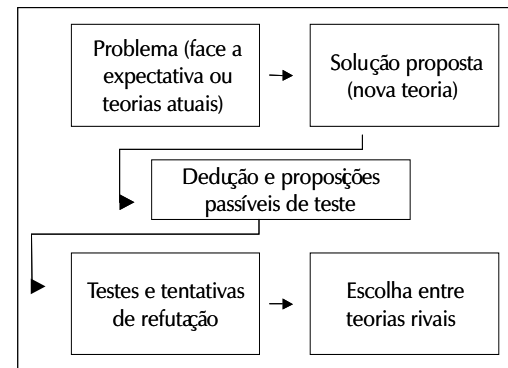 Problema (face a
expectativa ou
teorias atuais)
Solução proposta
(nova teoria)
Dedução e proposições
passíveis de teste
Testes e tentativas
de refutação
Escolha entre
teorias rivais